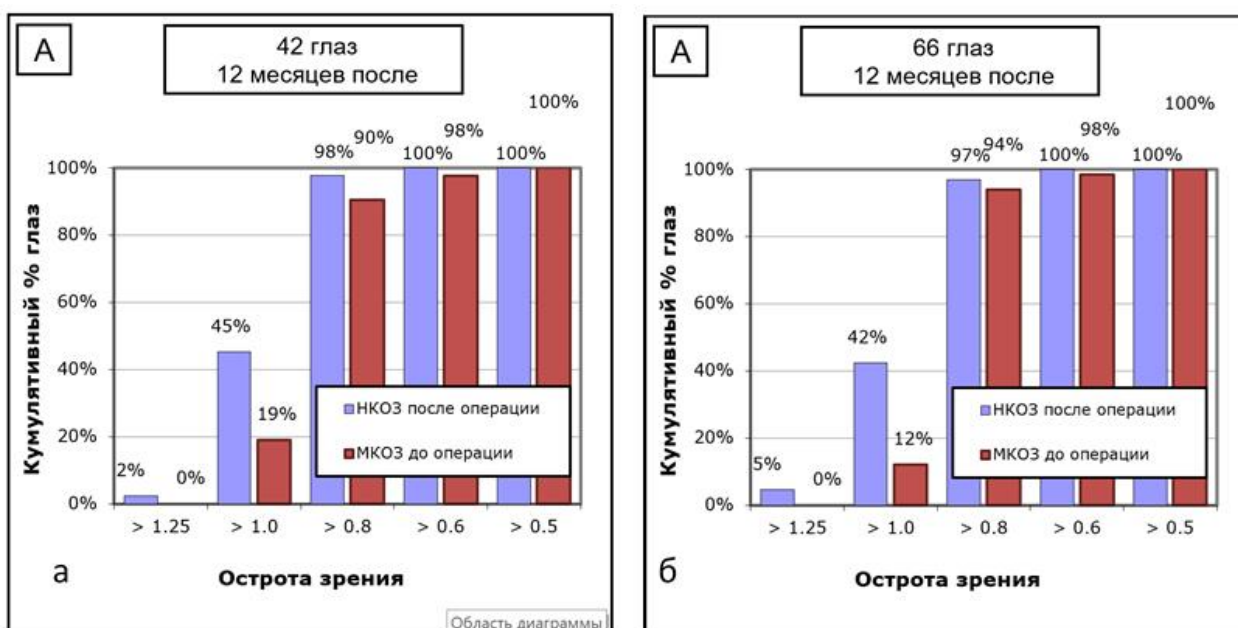 А
42 глаз
12 месяцев после
100%
98%
90%
100%
98%
100%
100%
80%
60%
40%
20%
0%
45%
19%
2%
0%
Кумулятивный % глаз
НКОЗ после операции
МКОЗ до операции
> 1.25
> 1.0
> 0.8
> 0.6
> 0.5
а
Острота зрения
Область диаграммы
А
66 глаз
12 месяцев после
100%
97%
94%
100%
98%
100%
100%
80%
60%
40%
20%
0%
42%
12%
5%
0%
Кумулятивный % глаз
НКОЗ после операции
МКОЗ до операции
> 1.25
> 1.0
> 0.8
> 0.6
> 0.5
б
Острота зрения